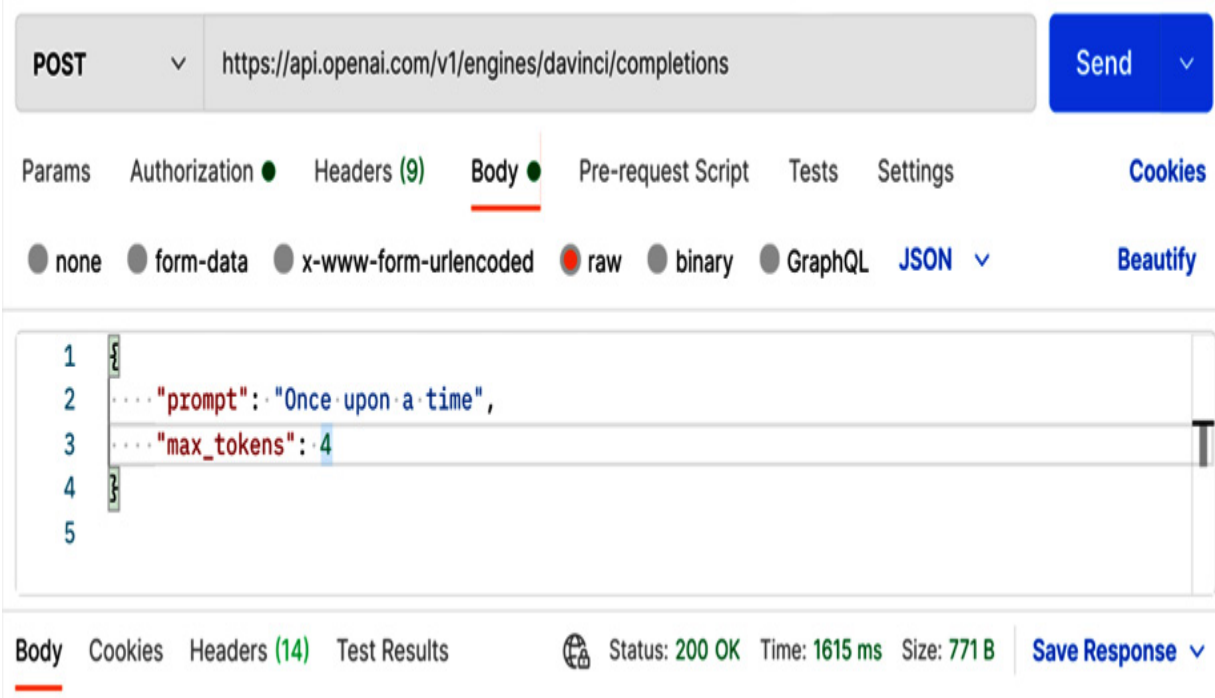 POST https://api.openai.com/v1/engines/davinci/completions Send
Params Authorization Headers (9) Body Pre-request Script Tests Settings Cookies
none form-data x-www-form-urlencoded raw binary GraphQL JSON Beautify
1 {
2 "prompt": "Once upon a time",
3 "max_tokens": 4
4 }
5
Body Cookies Headers (14) Test Results Status: 200 OK Time: 1615 ms Size: 771 B Save Response